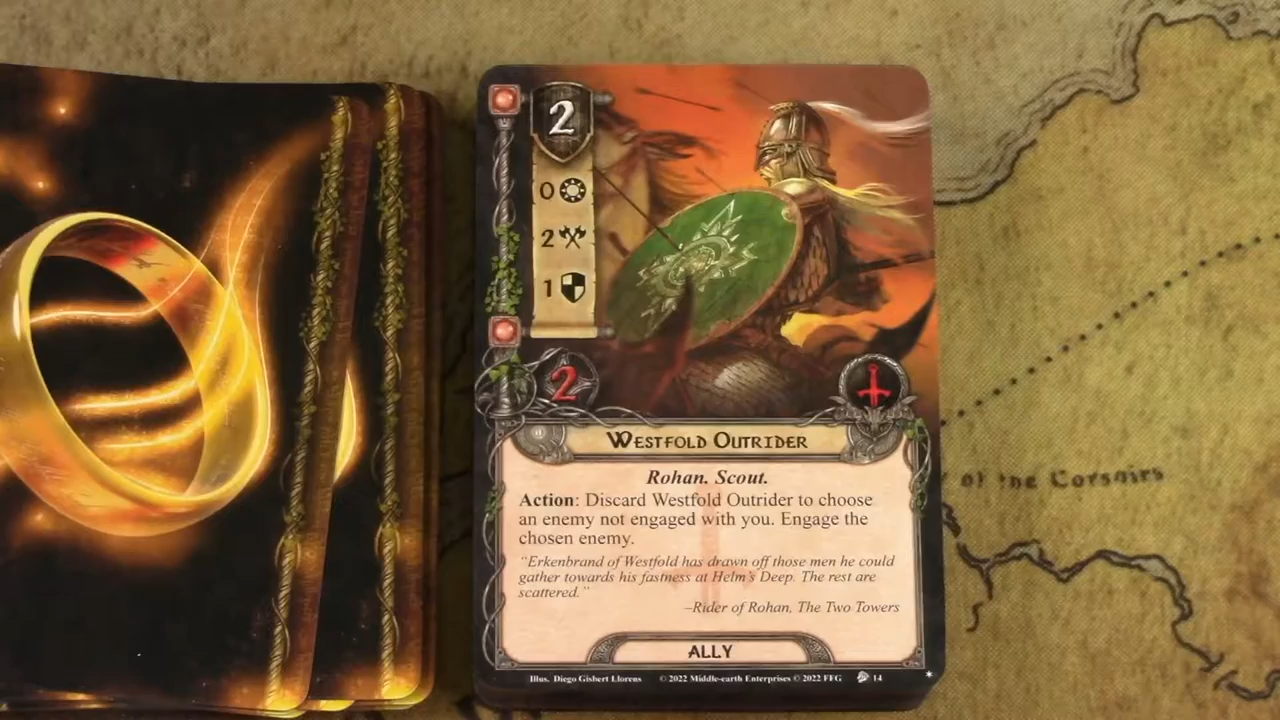 2
0
2
1
2
Westfold Outrider
Rohan. Scout.
Action: Discard Westfold Outrider to choose
an enemy not engaged with you. Engage the
chosen enemy.
"Erkenbrand of Westfold has drawn off those men he could
gather towards his fastness at Helm's Deep. The rest are
scattered."
–Rider of Rohan, The Two Towers
ALLY
Illus. Diego Gisbert Llorens © 2022 Middle-earth Enterprises © 2022 FFG 14
of the Corsairs